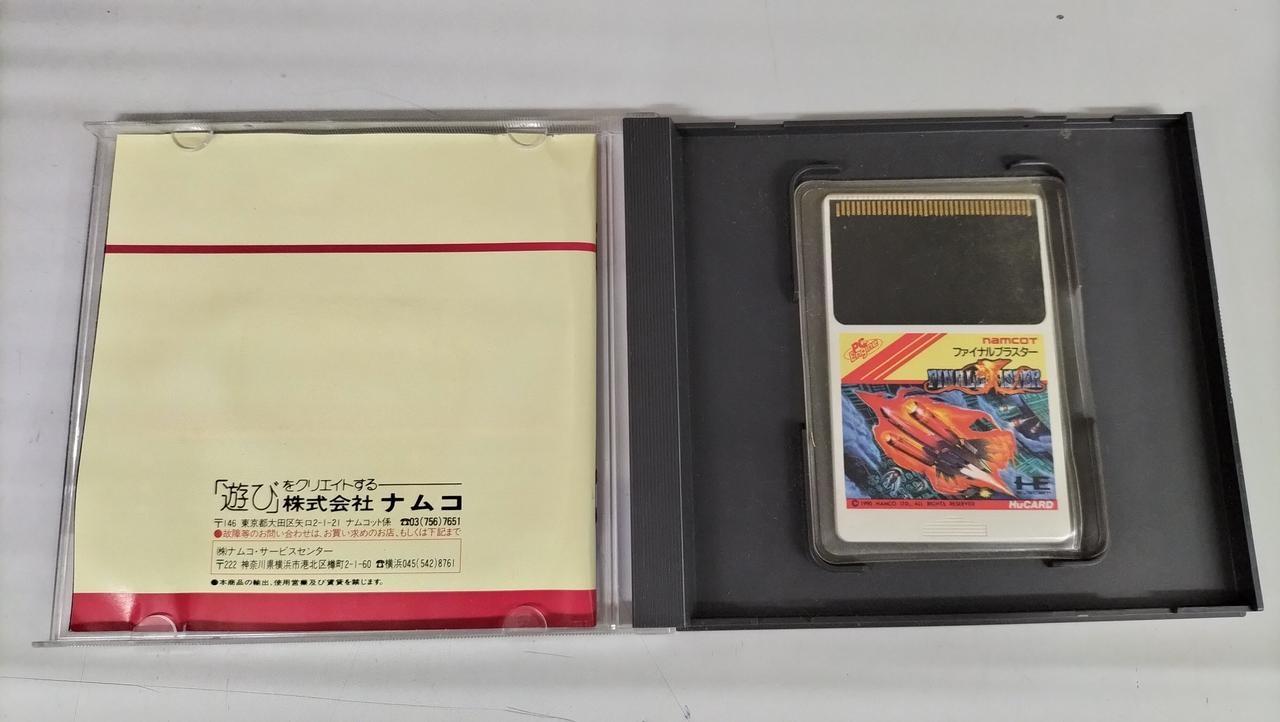 「遊び」をクリエイトする
株式会社 ナムコ
〒146 東京都大田区矢口2-1-21 ナムコット係 ☎03(756)7651
●故障等のお問い合わせは、お買い求めのお店、もしくは下記まで
㈱ナムコ・サービスセンター
〒222 神奈川県横浜市港北区樽町2-1-60 ☎横浜045(542)8761
●本商品の輸出、使用営業及び賃貸を禁じます。
PC Engine
namcot
ファイナルブラスター
FINAL BLASTER
HE
© 1990 NAMCO LTD., ALL RIGHTS RESERVED
HuCARD